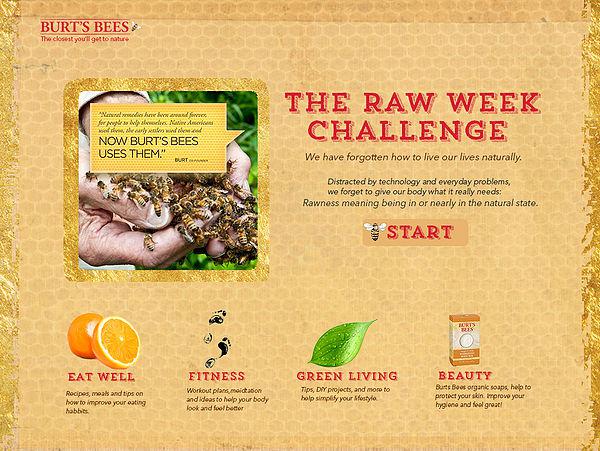 BURT'S BEES
The closest you'll get to nature
"Natural remedies have been around forever,
for people to help themselves. Native Americans
used them, the early settlers used them and
NOW BURT'S BEES
USES THEM."
BURT CO-FOUNDER
THE RAW WEEK
CHALLENGE
We have forgotten how to live our lives naturally.
Distracted by technology and everyday problems,
we forget to give our body what it really needs:
Rawness meaning being in or nearly in the natural state.
START
EAT WELL
Recipes, meals and tips on
how to improve your eating
habbits.
FITNESS
Workout plans, meidtation
and ideas to help your body
look and feel better
GREEN LIVING
Tips, DIY projects, and more to
help simplify your lifestyle.
BURT'S
BEES
BEAUTY
Burts Bees organic soaps, help to
protect your skin. Improve your
hygiene and feel great!